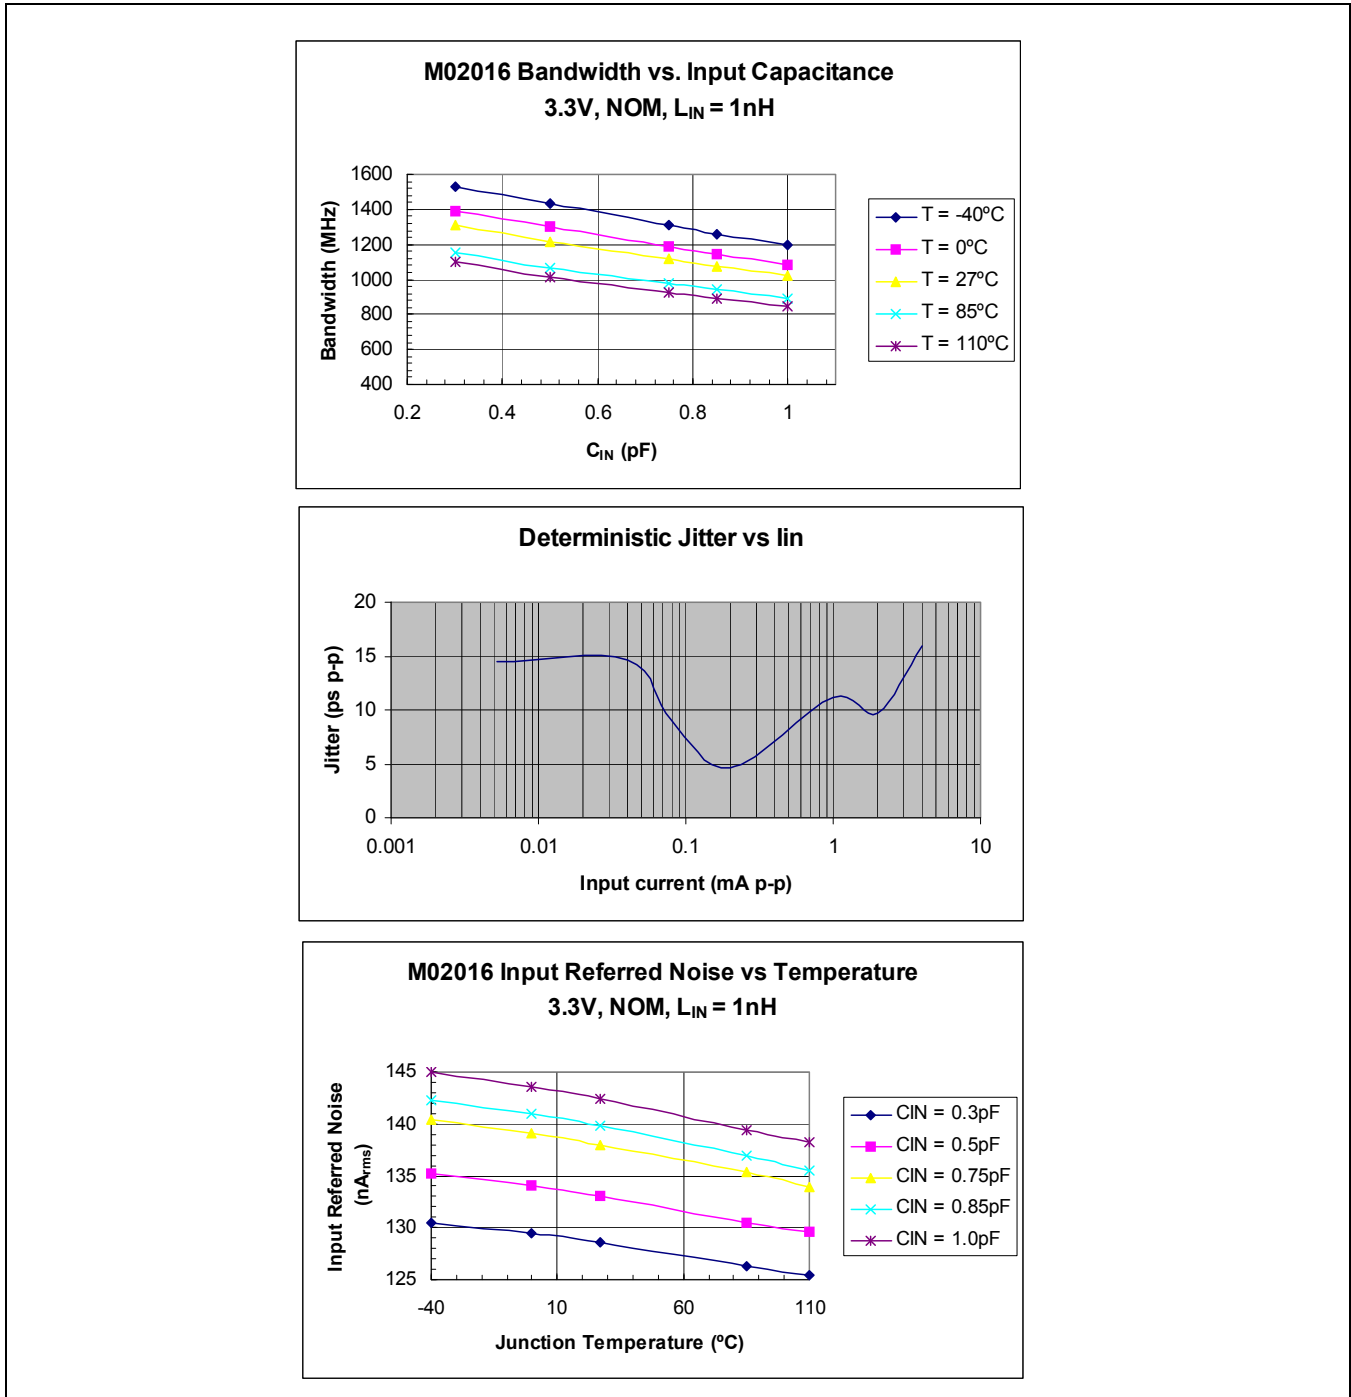 M02016 Bandwidth vs. Input Capacitance
3.3V, NOM, LIN = 1nH
Bandwidth (MHz)
1600
1400
1200
1000
800
600
400
0.2 0.4 0.6 0.8 1
CIN (pF)
T = -40ºC
T = 0ºC
T = 27ºC
T = 85ºC
T = 110ºC
Deterministic Jitter vs Iin
Jitter (ps p-p)
20
15
10
5
0
0.001 0.01 0.1 1 10
Input current (mA p-p)
M02016 Input Referred Noise vs Temperature
3.3V, NOM, LIN = 1nH
Input Referred Noise
(nArms)
145
140
135
130
125
-40 10 60 110
Junction Temperature (ºC)
CIN = 0.3pF
CIN = 0.5pF
CIN = 0.75pF
CIN = 0.85pF
CIN = 1.0pF